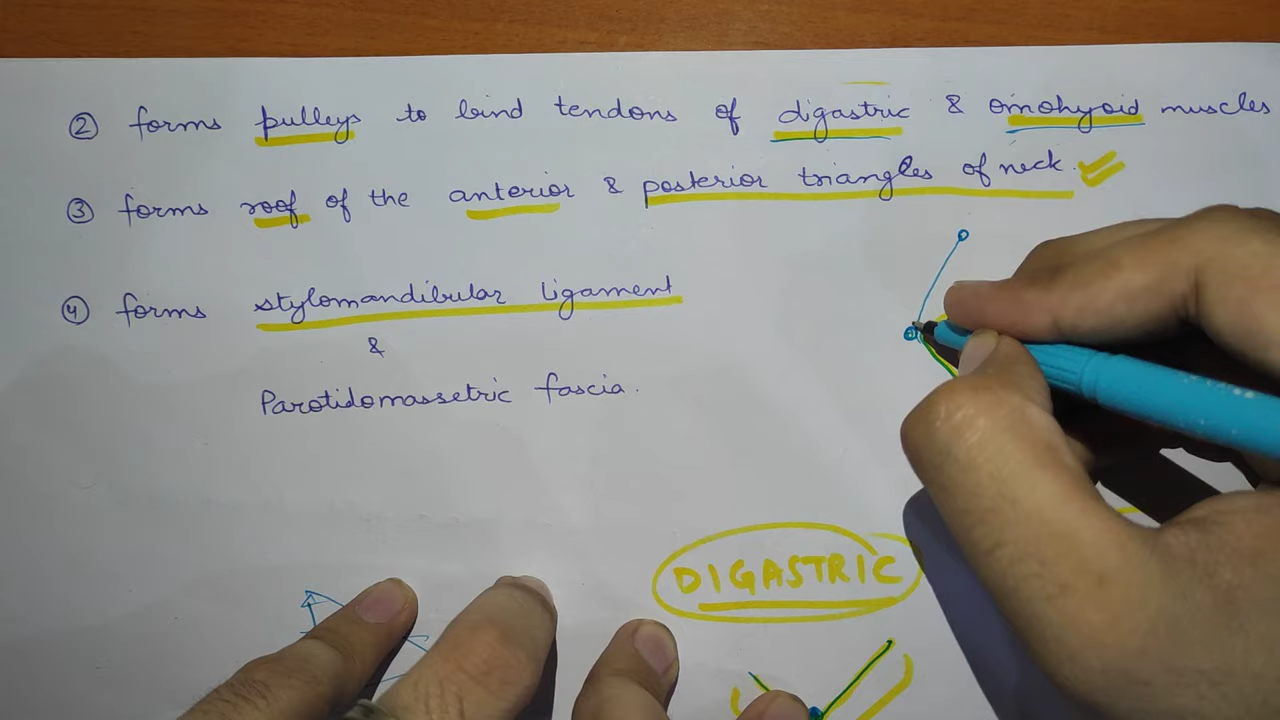 ② forms pulleys to bind tendons of digastric & omohyoid muscles
③ forms roof of the anterior & posterior triangles of neck.
④ forms stylomandibular ligament
&
Parotidomassetric fascia.
DIGASTRIC